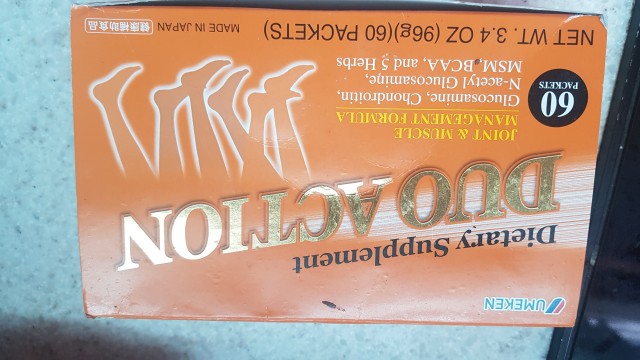 UMEKEN
Dietary Supplement
DUO ACTION
JOINT & MUSCLE
MANAGEMENT FORMULA
Glucosamine, Chondroitin,
N-acetyl Glucosamine,
MSM, BCAA, and 5 Herbs
60
PACKETS
NET WT. 3.4 OZ (96g)(60 PACKETS)
MADE IN JAPAN
健康補助食品